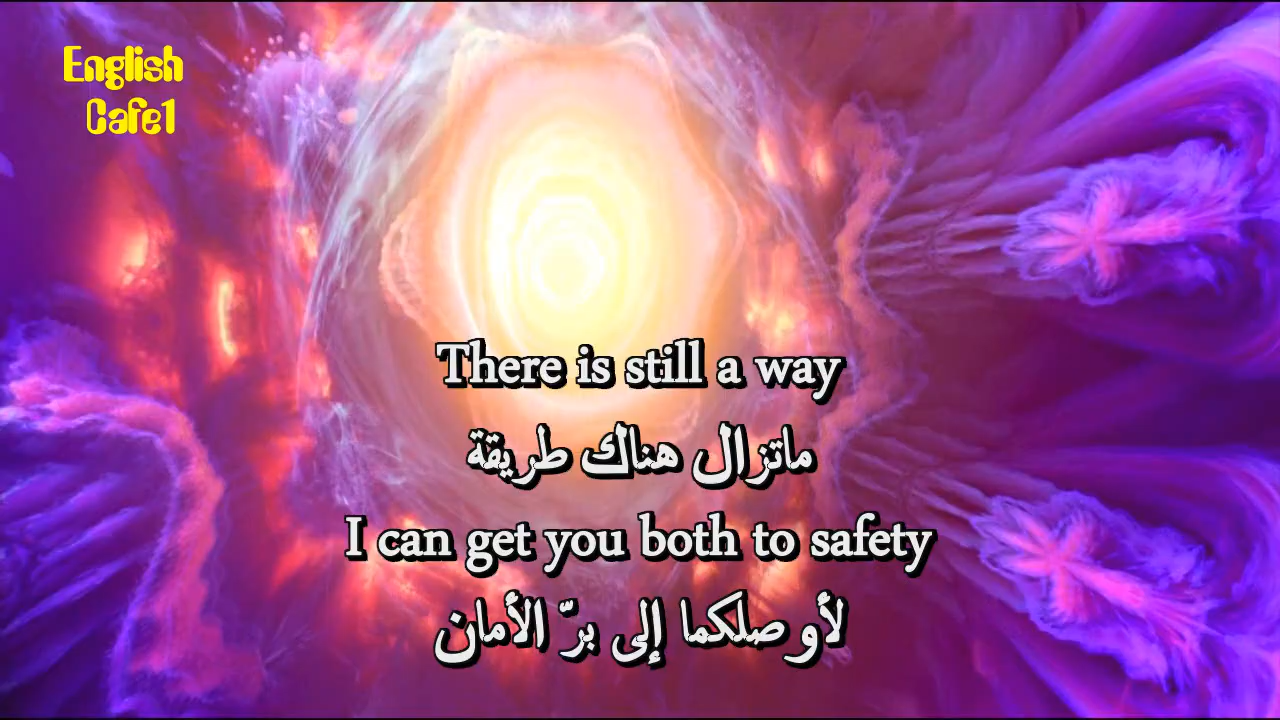 English
Cafe1
There is still a way
ماتزال هناك طريقة
I can get you both to safety
لأوصلكما إلى برّ الأمان